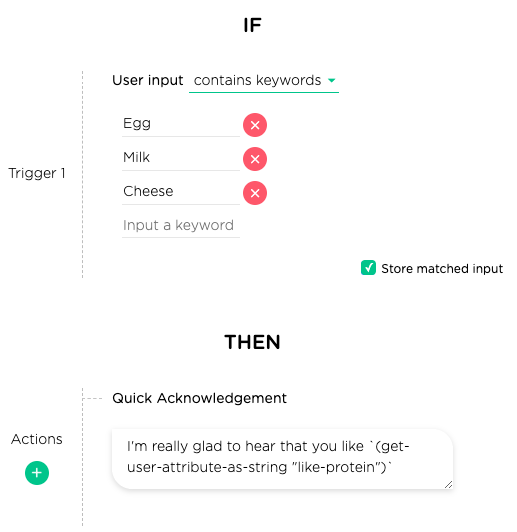 IF
User input contains keywords
Egg
Milk
Trigger 1
Cheese
Input a keyword
Store matched input
THEN
Quick Acknowledgement
Actions
I'm really glad to hear that you like `(get-
user-attribute-as-string "like-protein")`